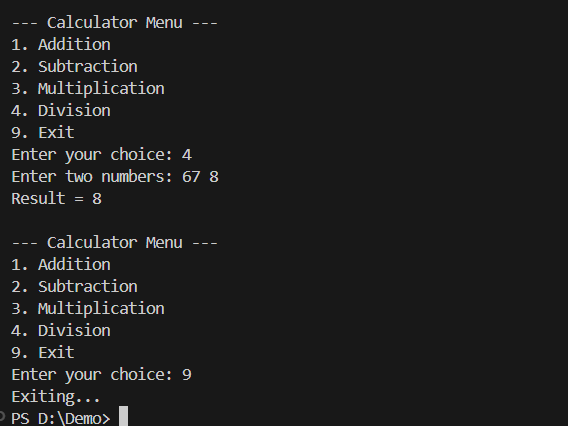 --- Calculator Menu ---
1. Addition
2. Subtraction
3. Multiplication
4. Division
9. Exit
Enter your choice: 4
Enter two numbers: 67 8
Result = 8
--- Calculator Menu ---
1. Addition
2. Subtraction
3. Multiplication
4. Division
9. Exit
Enter your choice: 9
Exiting...
PS D:\Demo>